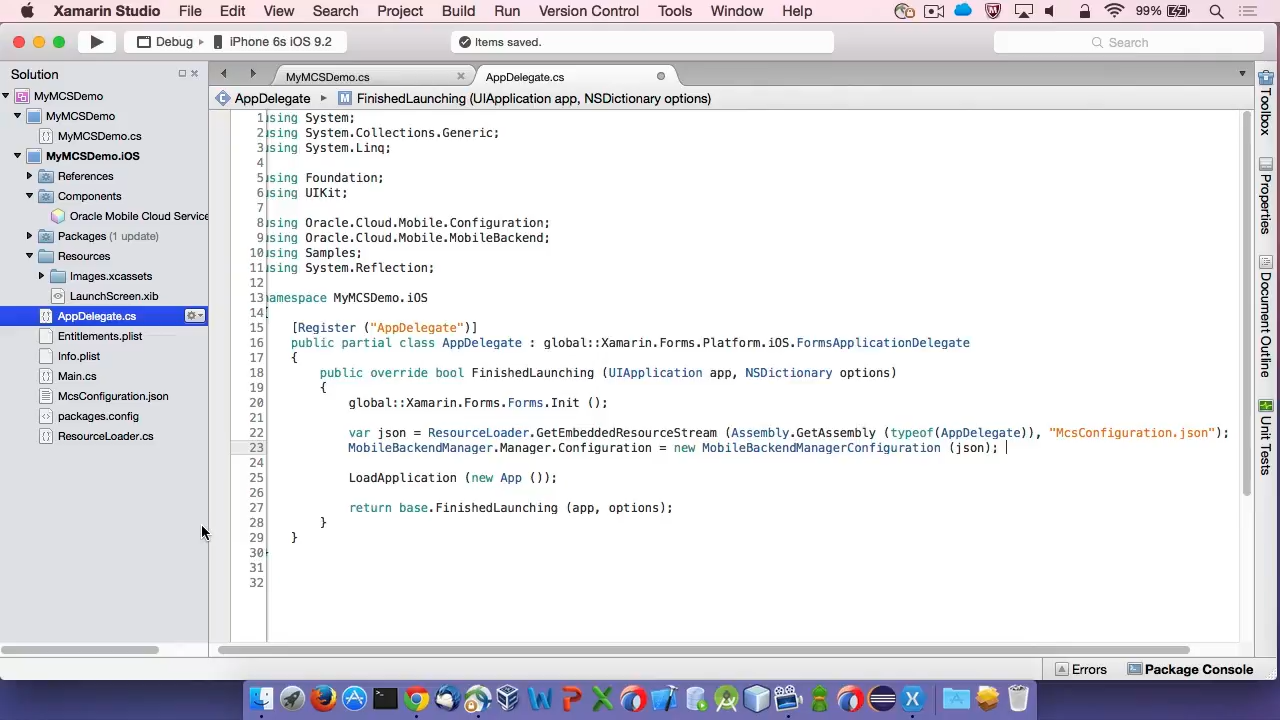 Xamarin Studio File Edit View Search Project Build Run Version Control Tools Window Help 99%
Debug iPhone 6s iOS 9.2 Items saved. Search
Solution
MyMCSDemo
MyMCSDemo
MyMCSDemo.cs
MyMCSDemo.iOS
References
Components
Oracle Mobile Cloud Service
Packages (1 update)
Resources
Images.xcassets
LaunchScreen.xib
AppDelegate.cs
Entitlements.plist
Info.plist
Main.cs
McsConfiguration.json
packages.config
ResourceLoader.cs
MyMCSDemo.cs AppDelegate.cs
AppDelegate FinishedLaunching (UIApplication app, NSDictionary options)
1 using System;
2 using System.Collections.Generic;
3 using System.Linq;
4
5 using Foundation;
6 using UIKit;
7
8 using Oracle.Cloud.Mobile.Configuration;
9 using Oracle.Cloud.Mobile.MobileBackend;
10 using Samples;
11 using System.Reflection;
12
13 namespace MyMCSDemo.iOS
14 {
15 [Register ("AppDelegate")]
16 public partial class AppDelegate : global::Xamarin.Forms.Platform.iOS.FormsApplicationDelegate
17 {
18 public override bool FinishedLaunching (UIApplication app, NSDictionary options)
19 {
20 global::Xamarin.Forms.Forms.Init ();
21
22 var json = ResourceLoader.GetEmbeddedResourceStream (Assembly.GetAssembly (typeof(AppDelegate)), "McsConfiguration.json");
23 MobileBackendManager.Manager.Configuration = new MobileBackendManagerConfiguration (json);
24
25 LoadApplication (new App ());
26
27 return base.FinishedLaunching (app, options);
28 }
29 }
30 }
31
32
Toolbox
Properties
Document Outline
Unit Tests
Errors Package Console